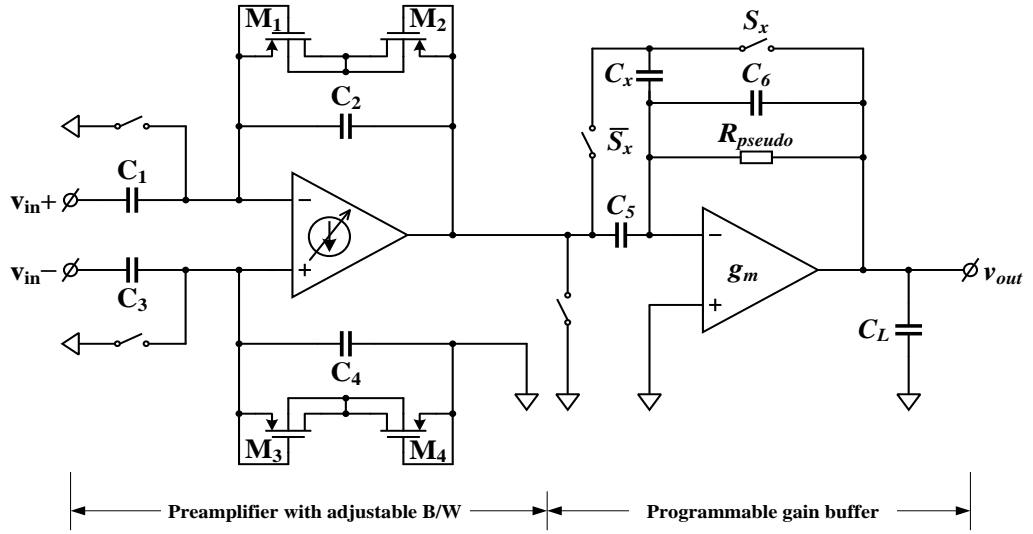 M1
M2
Sx
Cx
C6
C2
S̅x
Rpseudo
C1
vin+
−
C5
−
gm
vout
vin−
+
C3
+
CL
C4
M3
M4
Preamplifier with adjustable B/W
Programmable gain buffer